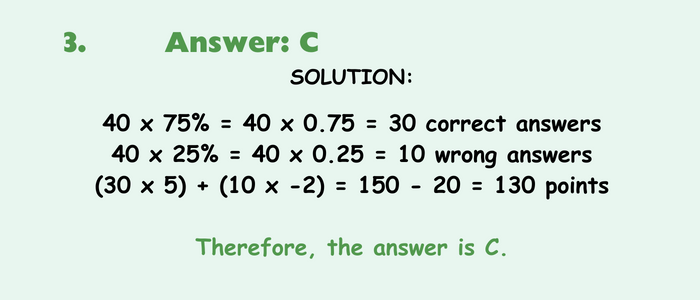 3. Answer: C
SOLUTION:
40 x 75% = 40 x 0.75 = 30 correct answers
40 x 25% = 40 x 0.25 = 10 wrong answers
(30 x 5) + (10 x -2) = 150 - 20 = 130 points
Therefore, the answer is C.